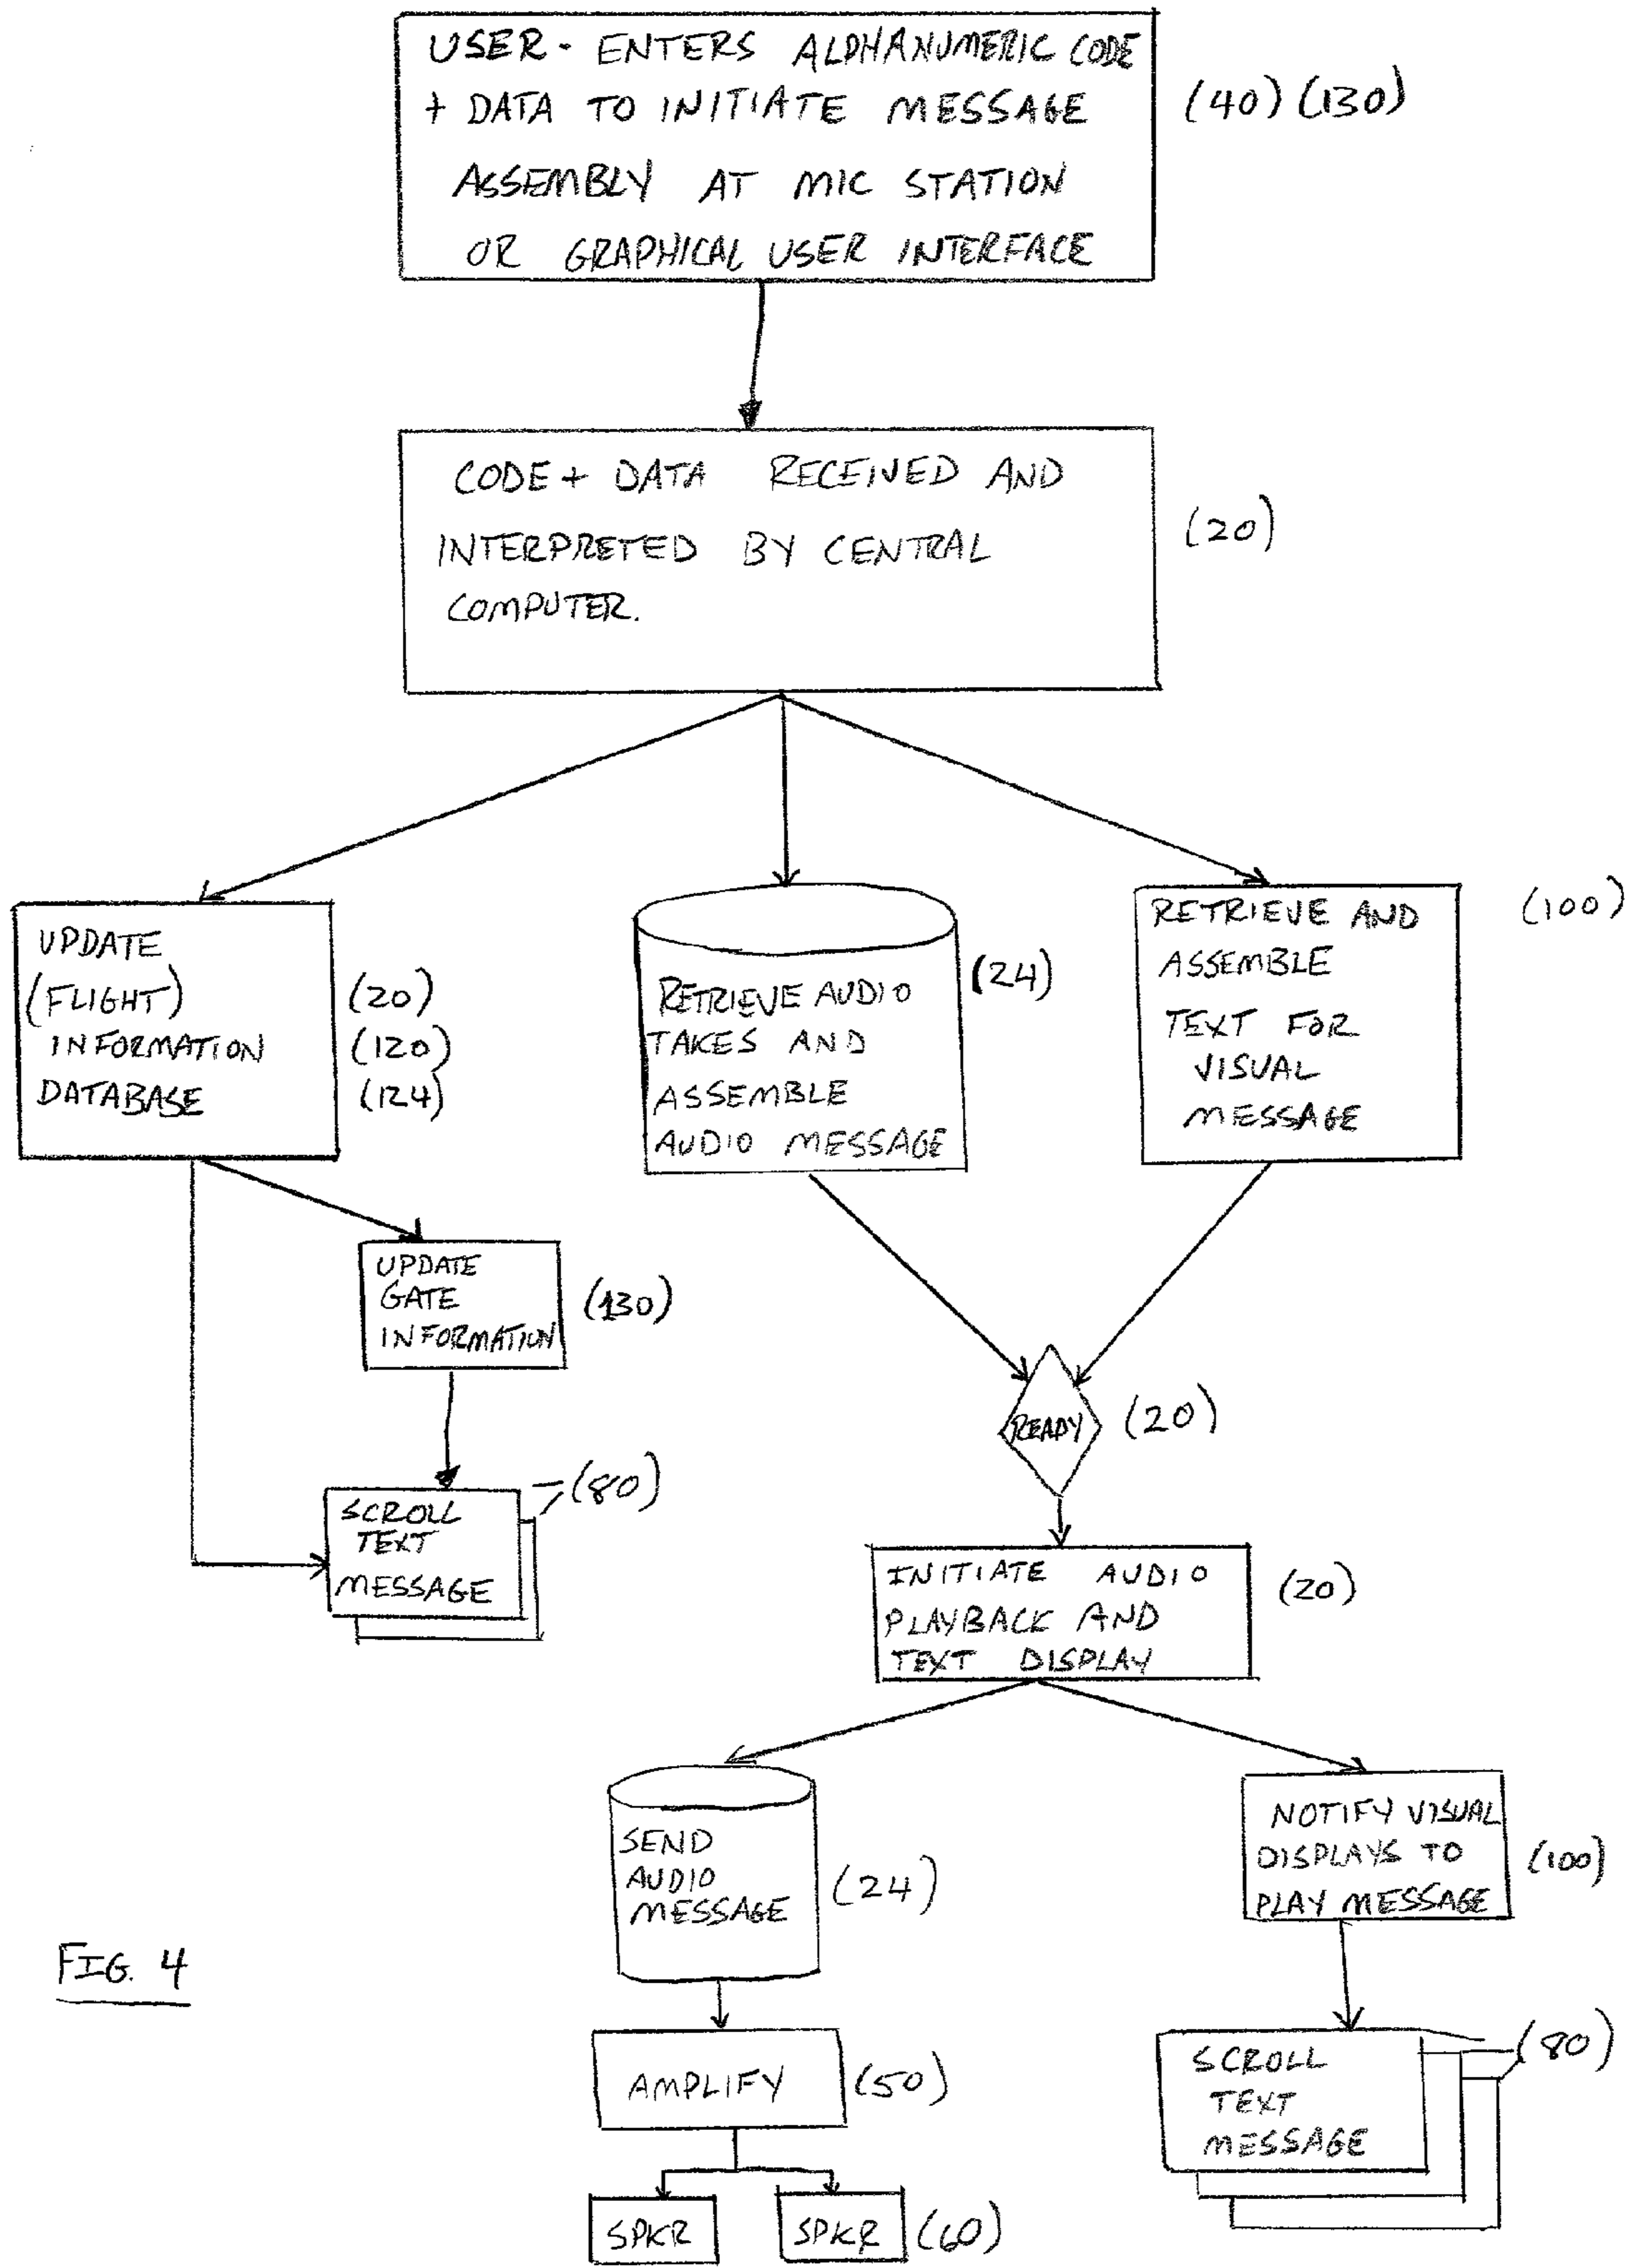 USER - ENTERS ALPHANUMERIC CODE
+ DATA TO INITIATE MESSAGE
ASSEMBLY AT MIC STATION
OR GRAPHICAL USER INTERFACE
(40) (130)
CODE + DATA RECEIVED AND
INTERPRETED BY CENTRAL
COMPUTER.
(20)
UPDATE
(FLIGHT)
INFORMATION
DATABASE
(20)
(120)
(124)
RETRIEVE AUDIO
TAKES AND
ASSEMBLE
AUDIO MESSAGE
(24)
RETRIEVE AND
ASSEMBLE
TEXT FOR
VISUAL
MESSAGE
(100)
UPDATE
GATE
INFORMATION
(130)
SCROLL
TEXT
MESSAGE
(80)
READY
(20)
INITIATE AUDIO
PLAYBACK AND
TEXT DISPLAY
(20)
SEND
AUDIO
MESSAGE
(24)
NOTIFY VISUAL
DISPLAYS TO
PLAY MESSAGE
(100)
AMPLIFY
(50)
SPKR
SPKR
(60)
SCROLL
TEXT
MESSAGE
(80)
FIG. 4